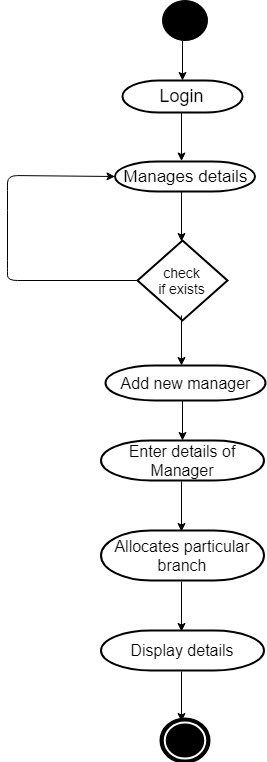 Login
Manages details
check
if exists
Add new manager
Enter details of
Manager
Allocates particular
branch
Display details